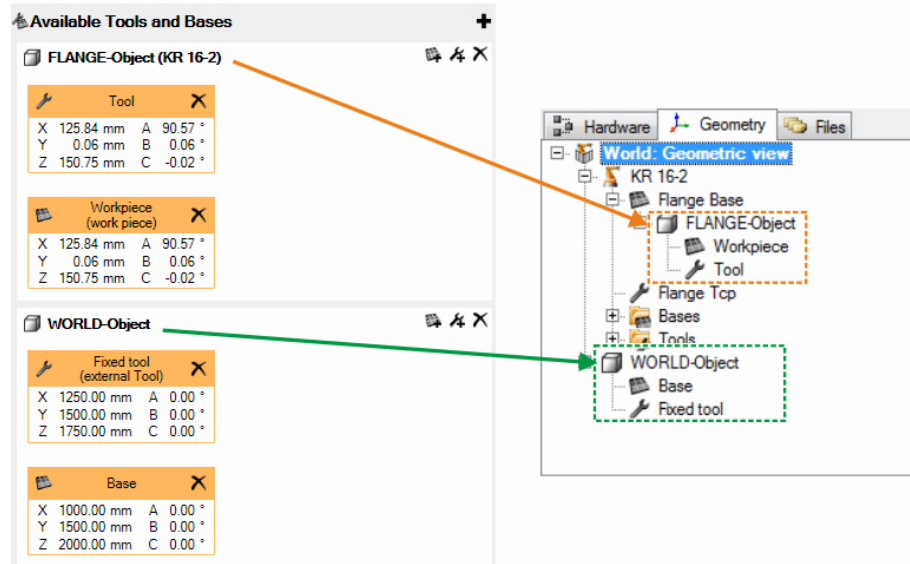 Available Tools and Bases
FLANGE-Object (KR 16-2)
Tool
X 125.84 mm A 90.57 °
Y 0.06 mm B 0.06 °
Z 150.75 mm C -0.02 °
Workpiece
(work piece)
X 125.84 mm A 90.57 °
Y 0.06 mm B 0.06 °
Z 150.75 mm C -0.02 °
WORLD-Object
Fixed tool
(external Tool)
X 1250.00 mm A 0.00 °
Y 1500.00 mm B 0.00 °
Z 1750.00 mm C 0.00 °
Base
X 1000.00 mm A 0.00 °
Y 1500.00 mm B 0.00 °
Z 2000.00 mm C 0.00 °
Hardware Geometry Files
World: Geometric view
KR 16-2
Flange Base
FLANGE-Object
Workpiece
Tool
Flange Tcp
Bases
Tools
WORLD-Object
Base
Fixed tool